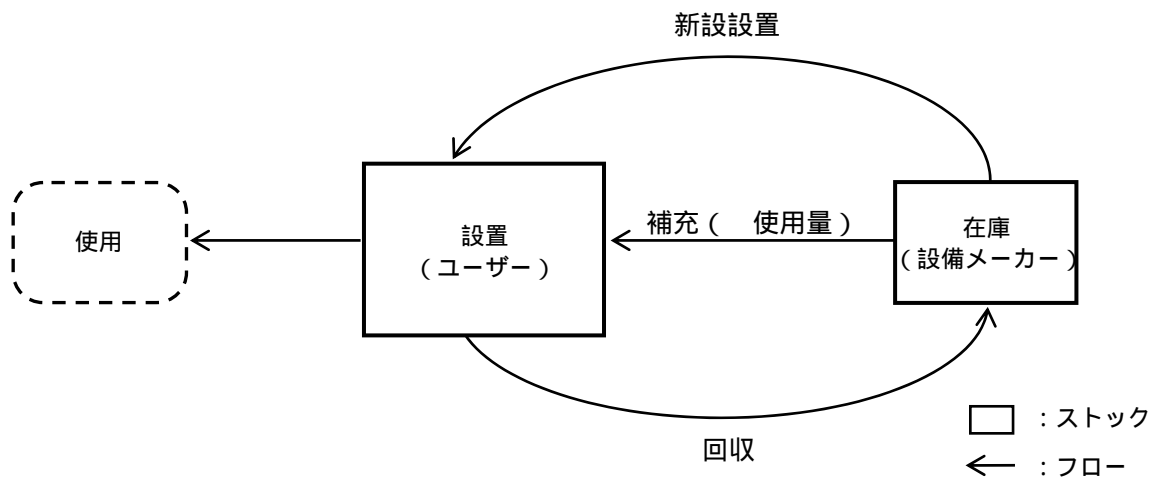 新設設置
補充（　使用量）
使用
設置
（ユーザー）
在庫
（設備メーカー）
回収
：ストック
：フロー